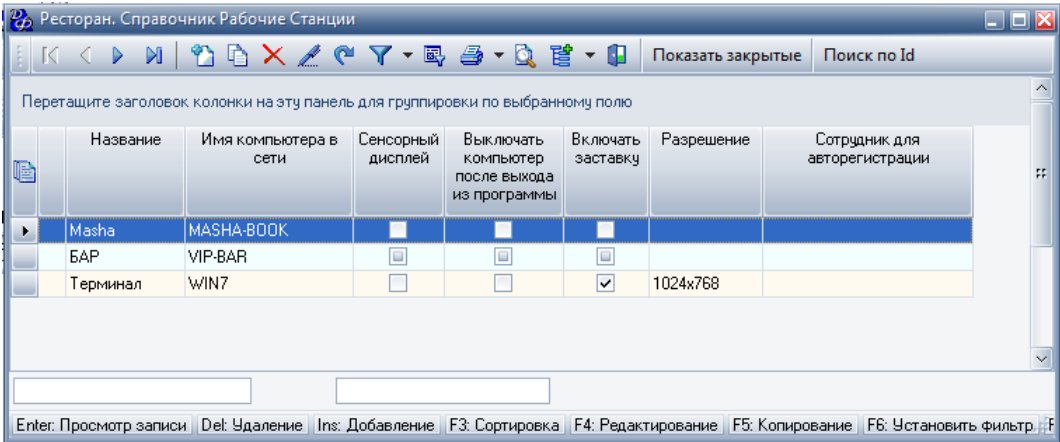 Ресторан. Справочник Рабочие Станции
Показать закрытые Поиск по Id
Перетащите заголовок колонки на эту панель для группировки по выбранному полю
Название Имя компьютера в сети Сенсорный дисплей Выключать компьютер после выхода из программы Включать заставку Разрешение Сотрудник для авторегистрации
Masha MASHA-BOOK
БАР VIP-BAR
Терминал WIN7 1024x768
Enter: Просмотр записи Del: Удаление Ins: Добавление F3: Сортировка F4: Редактирование F5: Копирование F6: Установить фильтр